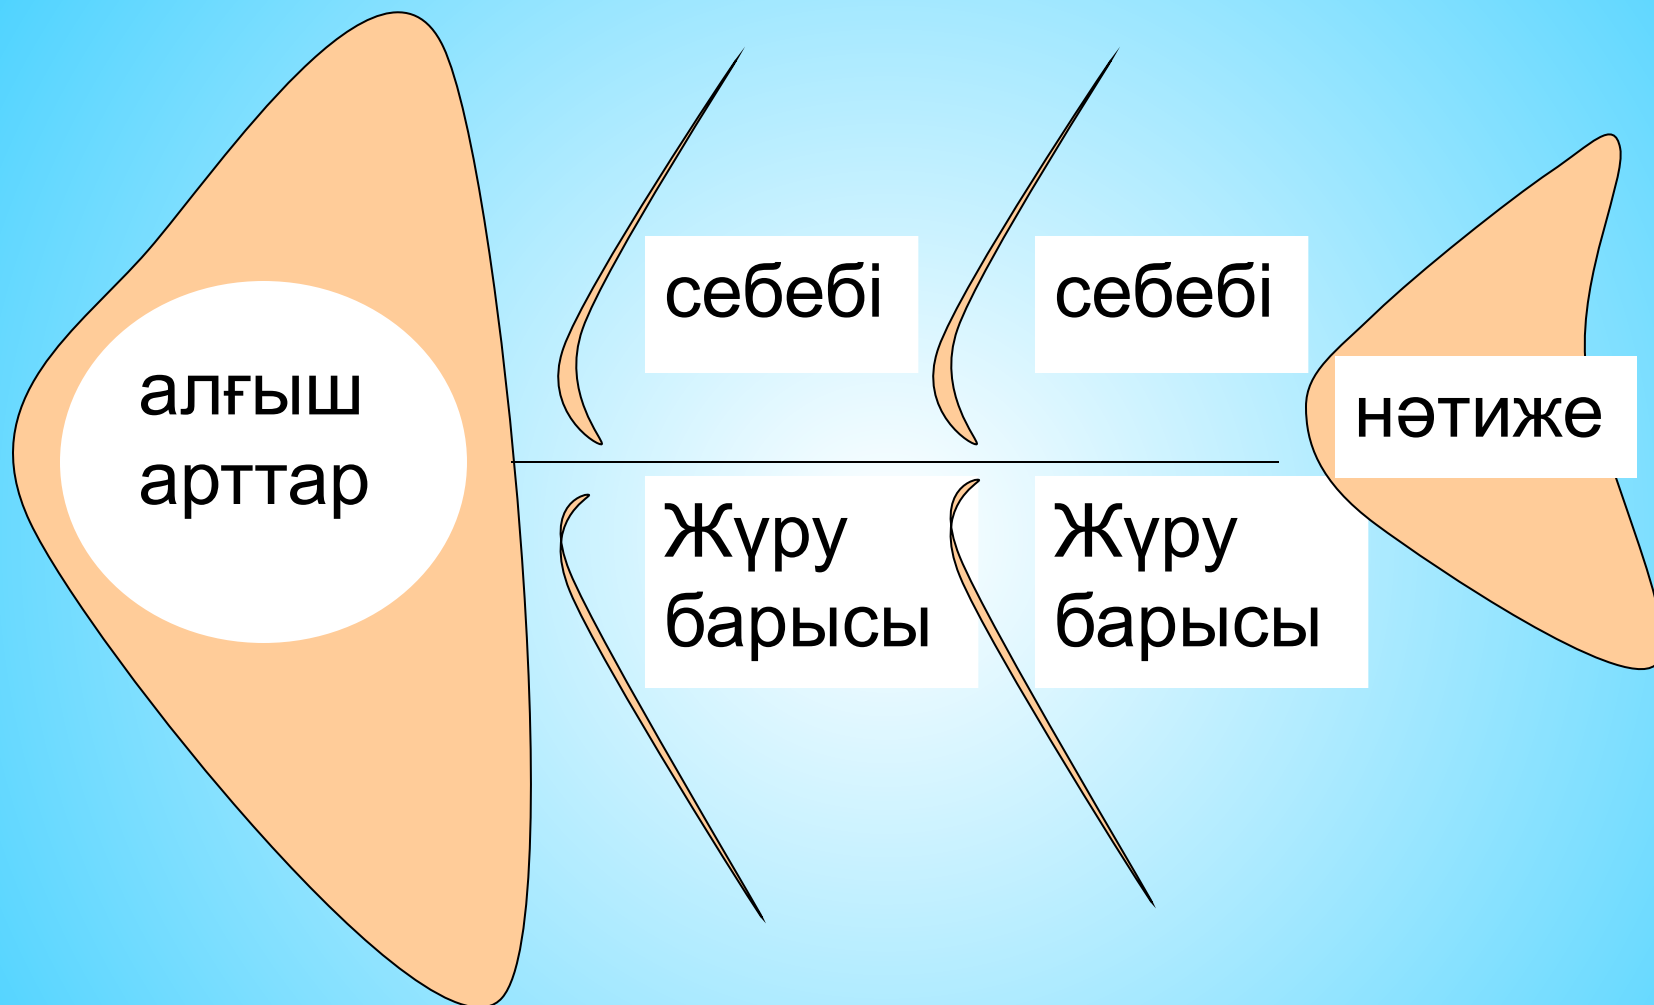 алғыш
арттар
себебі
себебі
Жүру
барысы
Жүру
барысы
нәтиже